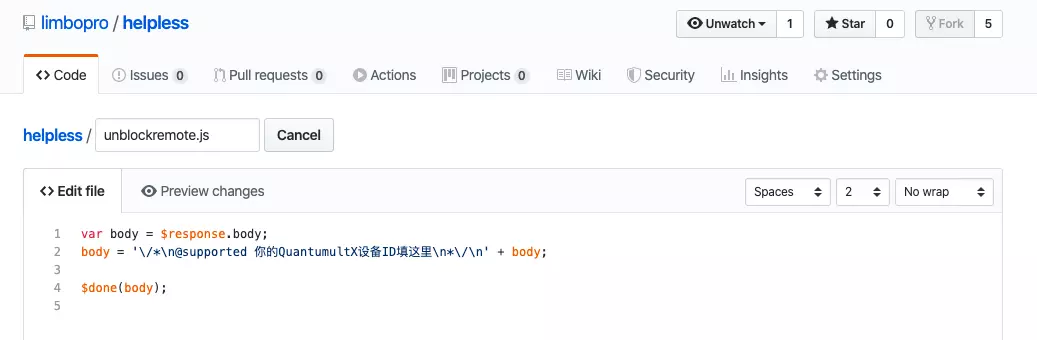 limbopro / helpless
Unwatch 1 Star 0 Fork 5
Code Issues 0 Pull requests 0 Actions Projects 0 Wiki Security Insights Settings
helpless / unblockremote.js Cancel
Edit file Preview changes Spaces 2 No wrap
1 var body = $response.body;
2 body = '\/*\n@supported 你的QuantumultX设备ID填这里\n*\/\n' + body;
3
4 $done(body);
5